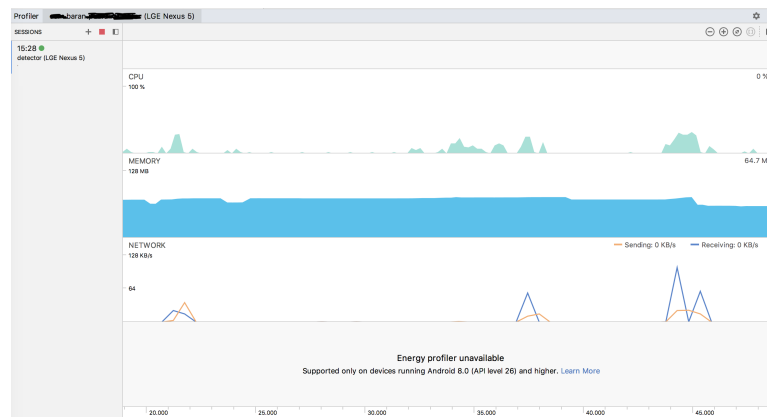 Profiler baran (LGE Nexus 5)
SESSIONS
15:28
detector (LGE Nexus 5)
CPU 0 %
100 %
MEMORY 64.7 M
128 MB
NETWORK Sending: 0 KB/s Receiving: 0 KB/s
128 KB/s
64
Energy profiler unavailable
Supported only on devices running Android 8.0 (API level 26) and higher. Learn More
20.000 25.000 30.000 35.000 40.000 45.000